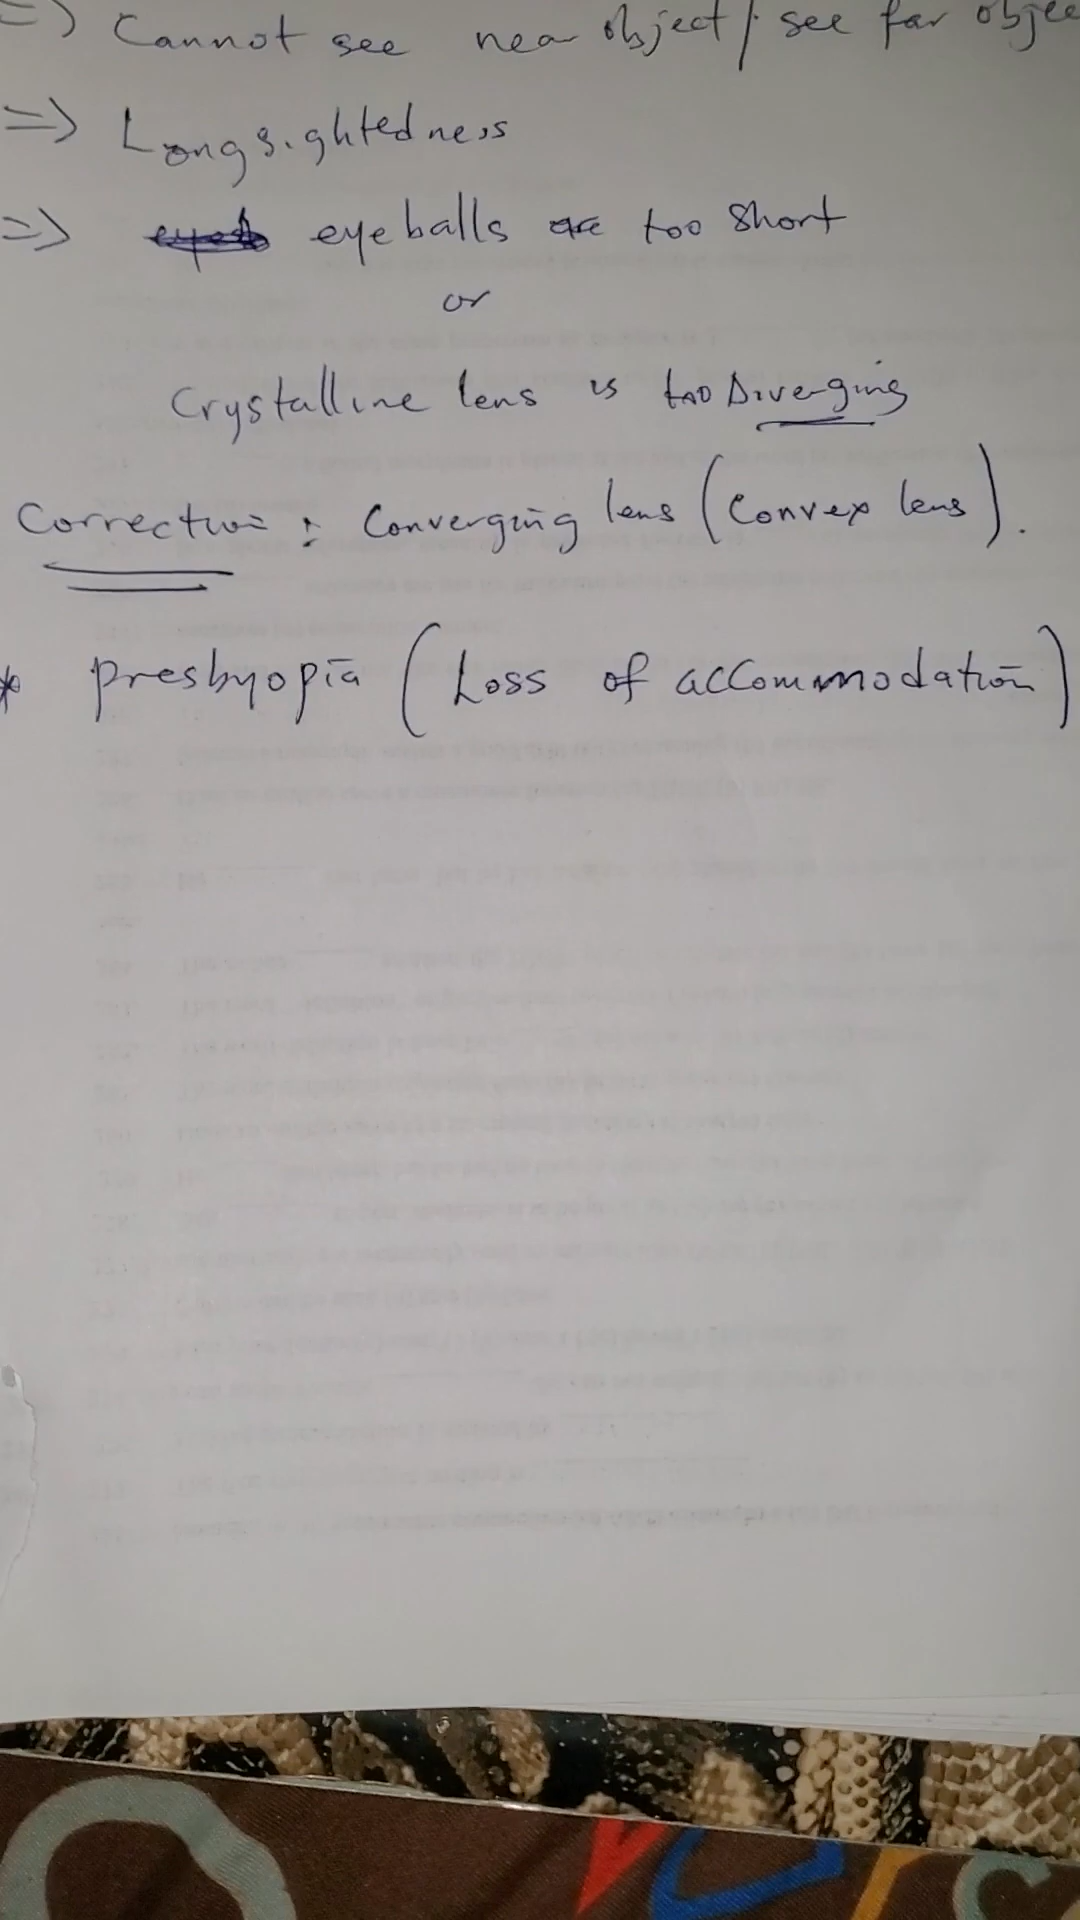 => Cannot see near object / see far objec
=> Longsightedness
=> eyeballs are too short
or
Crystalline lens is too Diverging
Correction : Converging lens (Convex lens).
* Presbyopia (Loss of accommodation)